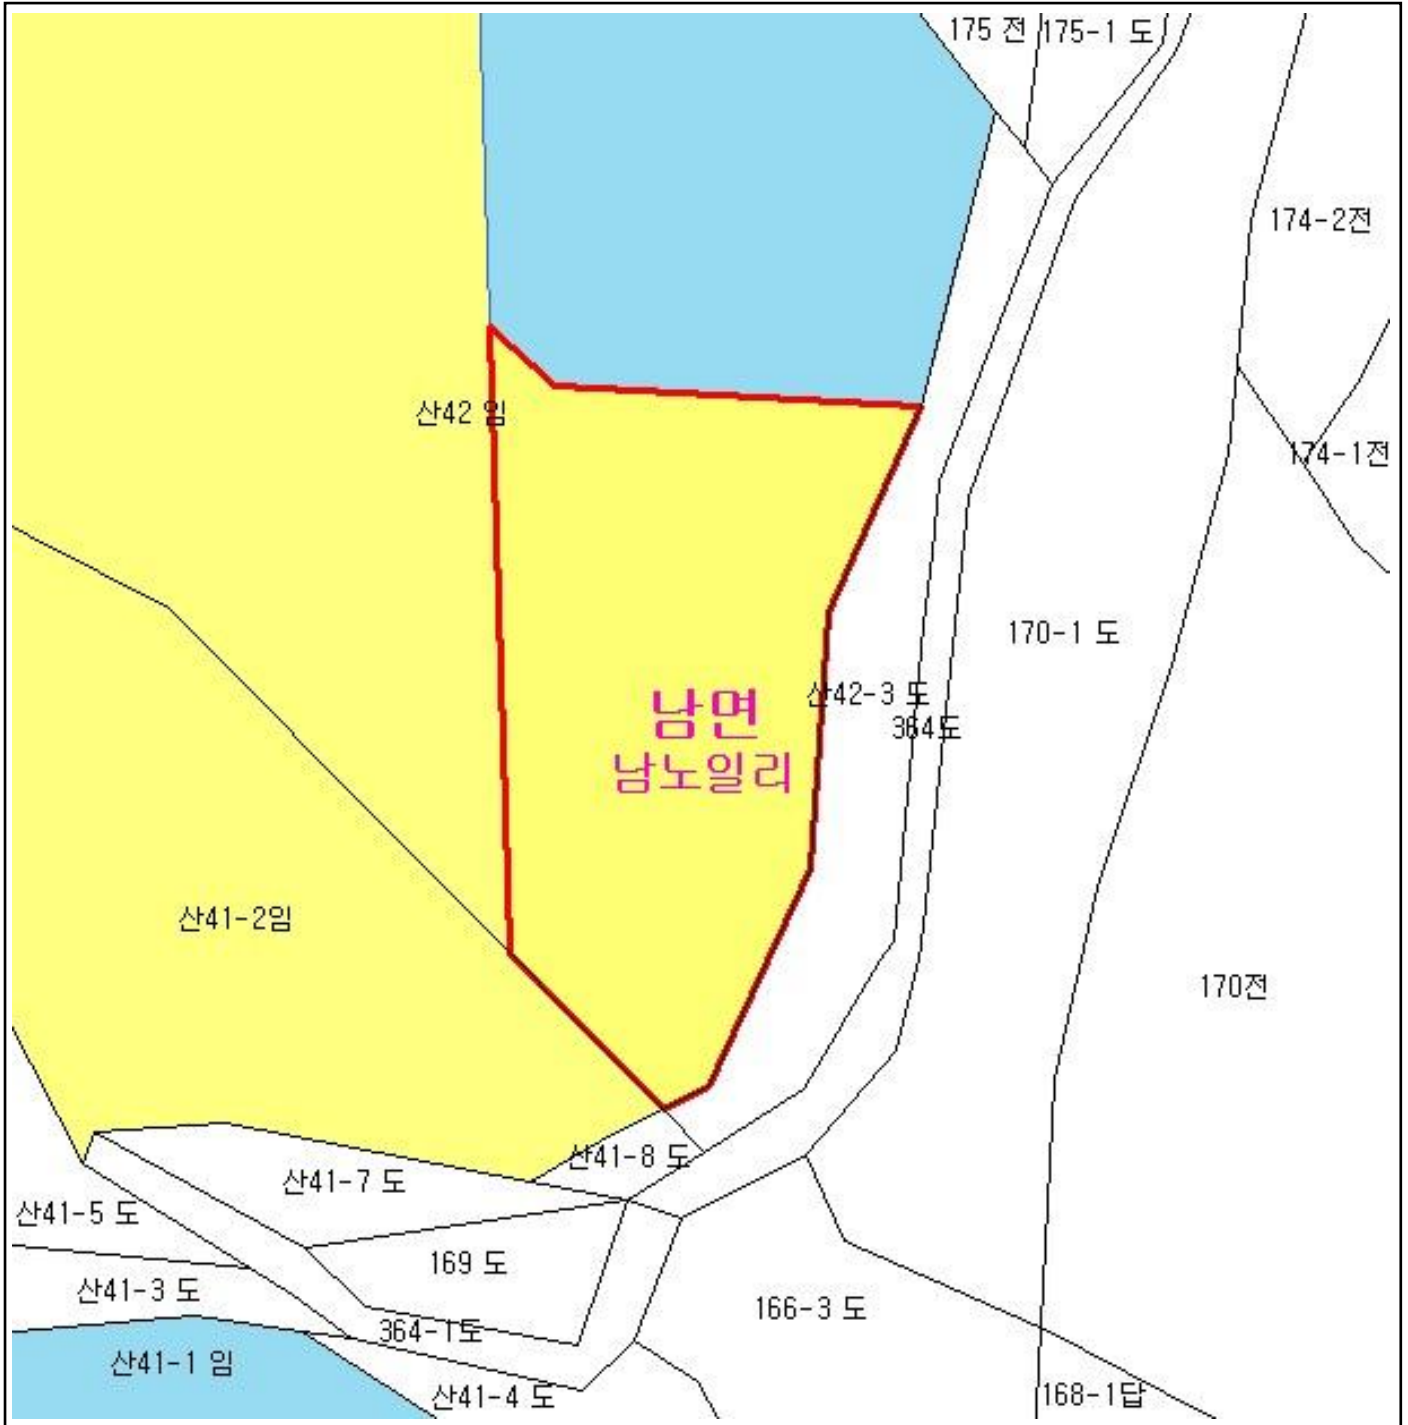 175 전
175-1 도
174-2전
산42 임
174-1전
170-1 도
산42-3 도
남면
364도
남노일리
산41-2임
170전
산41-8 도
산41-7 도
산41-5 도
169 도
산41-3 도
166-3 도
364-1도
산41-1 임
산41-4 도
168-1답